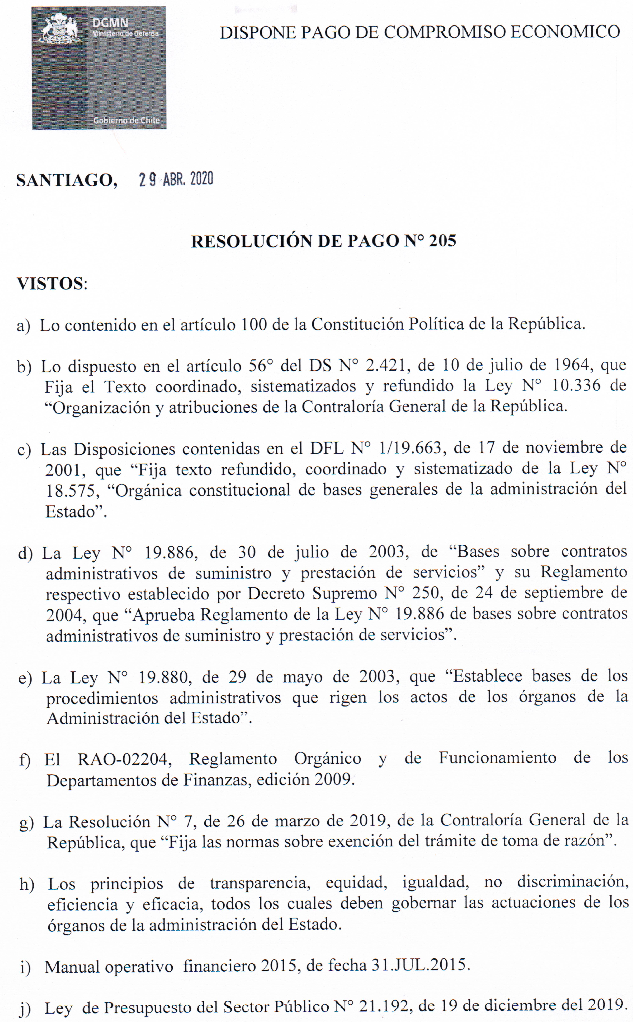 DGMN
Ministerio de Defensa
Gobierno de Chile
DISPONE PAGO DE COMPROMISO ECONOMICO
SANTIAGO, 29 ABR. 2020
RESOLUCIÓN DE PAGO N° 205
VISTOS:
a) Lo contenido en el artículo 100 de la Constitución Política de la República.
b) Lo dispuesto en el artículo 56° del DS N° 2.421, de 10 de julio de 1964, que
Fija el Texto coordinado, sistematizados y refundido la Ley N° 10.336 de
“Organización y atribuciones de la Contraloría General de la República.
c) Las Disposiciones contenidas en el DFL N° 1/19.663, de 17 de noviembre de
2001, que “Fija texto refundido, coordinado y sistematizado de la Ley N°
18.575, “Orgánica constitucional de bases generales de la administración del
Estado”.
d) La Ley N° 19.886, de 30 de julio de 2003, de “Bases sobre contratos
administrativos de suministro y prestación de servicios” y su Reglamento
respectivo establecido por Decreto Supremo N° 250, de 24 de septiembre de
2004, que “Aprueba Reglamento de la Ley N° 19.886 de bases sobre contratos
administrativos de suministro y prestación de servicios”.
e) La Ley N° 19.880, de 29 de mayo de 2003, que “Establece bases de los
procedimientos administrativos que rigen los actos de los órganos de la
Administración del Estado”.
f) El RAO-02204, Reglamento Orgánico y de Funcionamiento de los
Departamentos de Finanzas, edición 2009.
g) La Resolución N° 7, de 26 de marzo de 2019, de la Contraloría General de la
República, que “Fija las normas sobre exención del trámite de toma de razón”.
h) Los principios de transparencia, equidad, igualdad, no discriminación,
eficiencia y eficacia, todos los cuales deben gobernar las actuaciones de los
órganos de la administración del Estado.
i) Manual operativo financiero 2015, de fecha 31.JUL.2015.
j) Ley de Presupuesto del Sector Público N° 21.192, de 19 de diciembre del 2019.